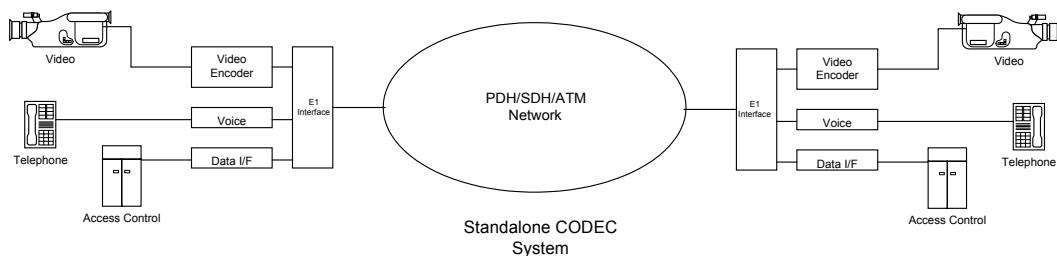 Video
Video
Encoder
E1
Interface
Voice
Telephone
Data I/F
Access Control
PDH/SDH/ATM
Network
Standalone CODEC
System
E1
Interface
Video
Encoder
Video
Voice
Telephone
Data I/F
Access Control